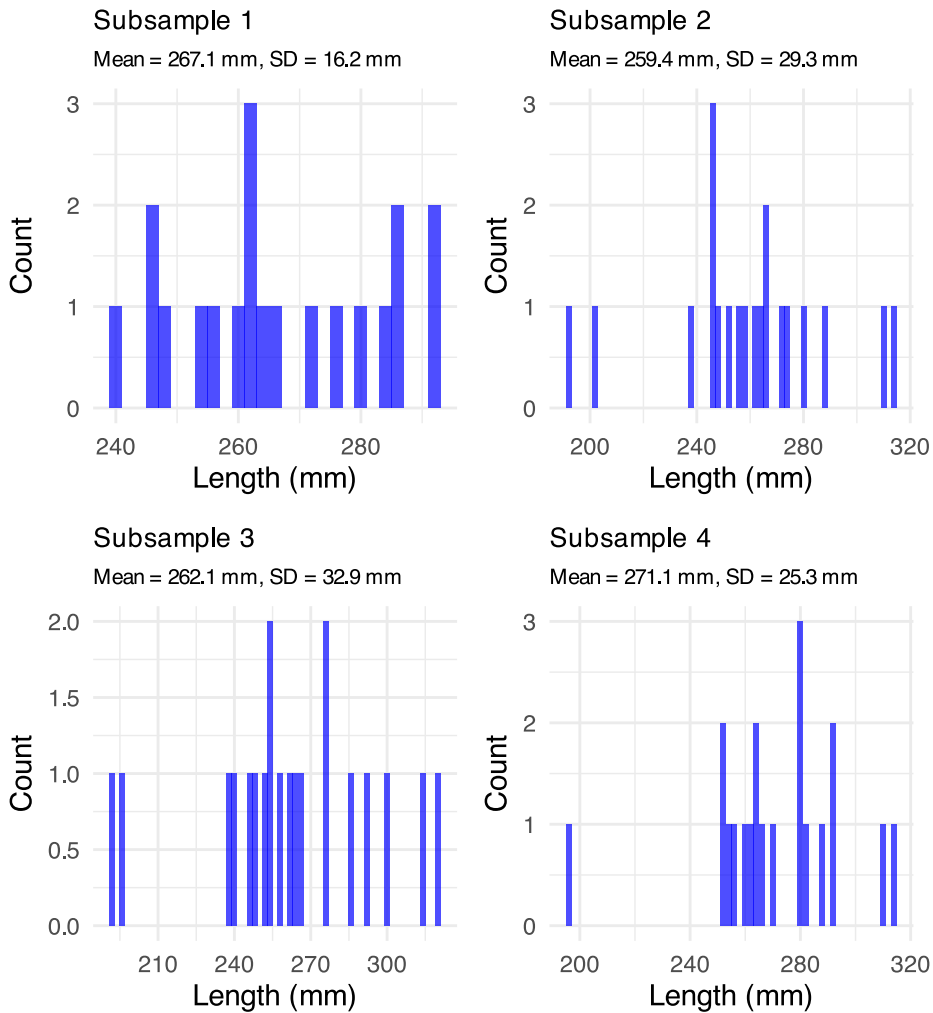 Subsample 1
Mean = 267.1 mm, SD = 16.2 mm
3
2
1
0
Count
240 260 280
Length (mm)
Subsample 2
Mean = 259.4 mm, SD = 29.3 mm
3
2
1
0
Count
200 240 280 320
Length (mm)
Subsample 3
Mean = 262.1 mm, SD = 32.9 mm
2.0
1.5
1.0
0.5
0.0
Count
210 240 270 300
Length (mm)
Subsample 4
Mean = 271.1 mm, SD = 25.3 mm
3
2
1
0
Count
200 240 280 320
Length (mm)